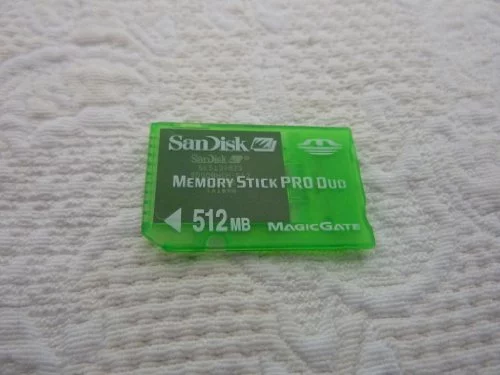 SanDisk
SanDisk
MEMORY STICK PRO DUO
512 MB
MAGICGATE